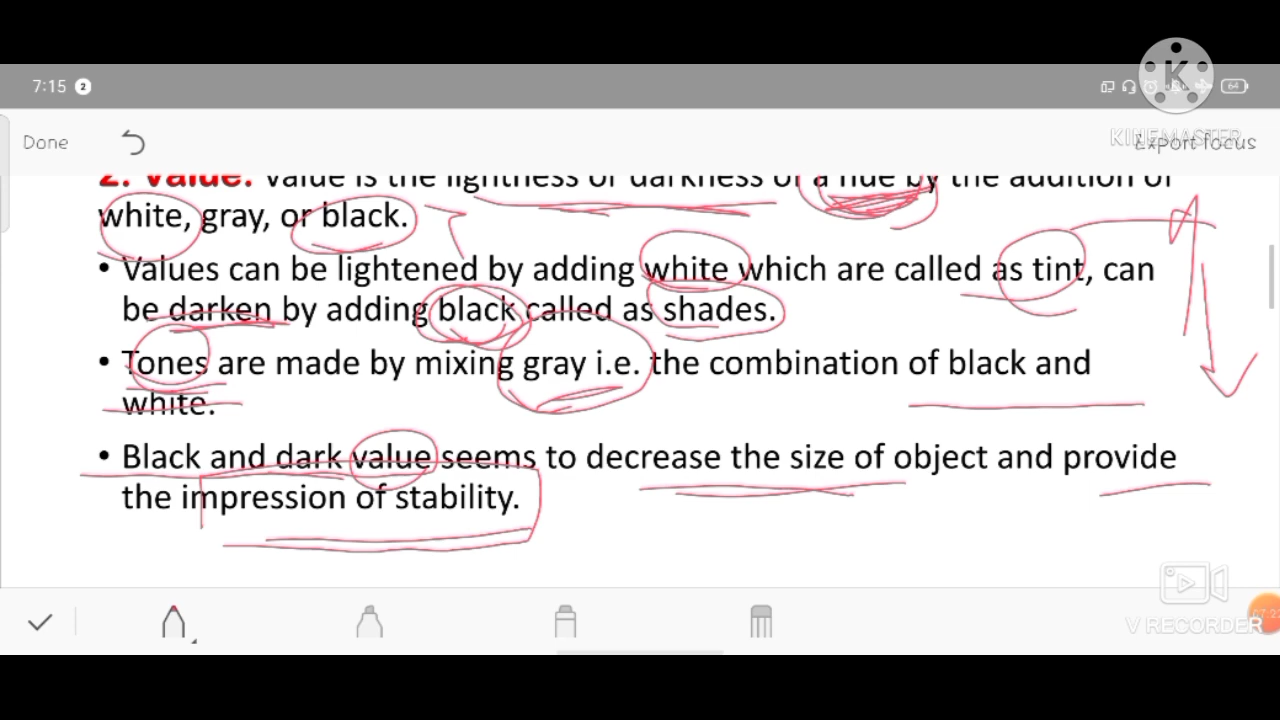 7:15 2
64
K
KINEMASTER
Done
Export focus
2. Value: Value is the lightness or darkness of a hue by the addition of
white, gray, or black.
• Values can be lightened by adding white which are called as tint, can
be darken by adding black called as shades.
• Tones are made by mixing gray i.e. the combination of black and
white.
• Black and dark value seems to decrease the size of object and provide
the impression of stability.
V RECORDER